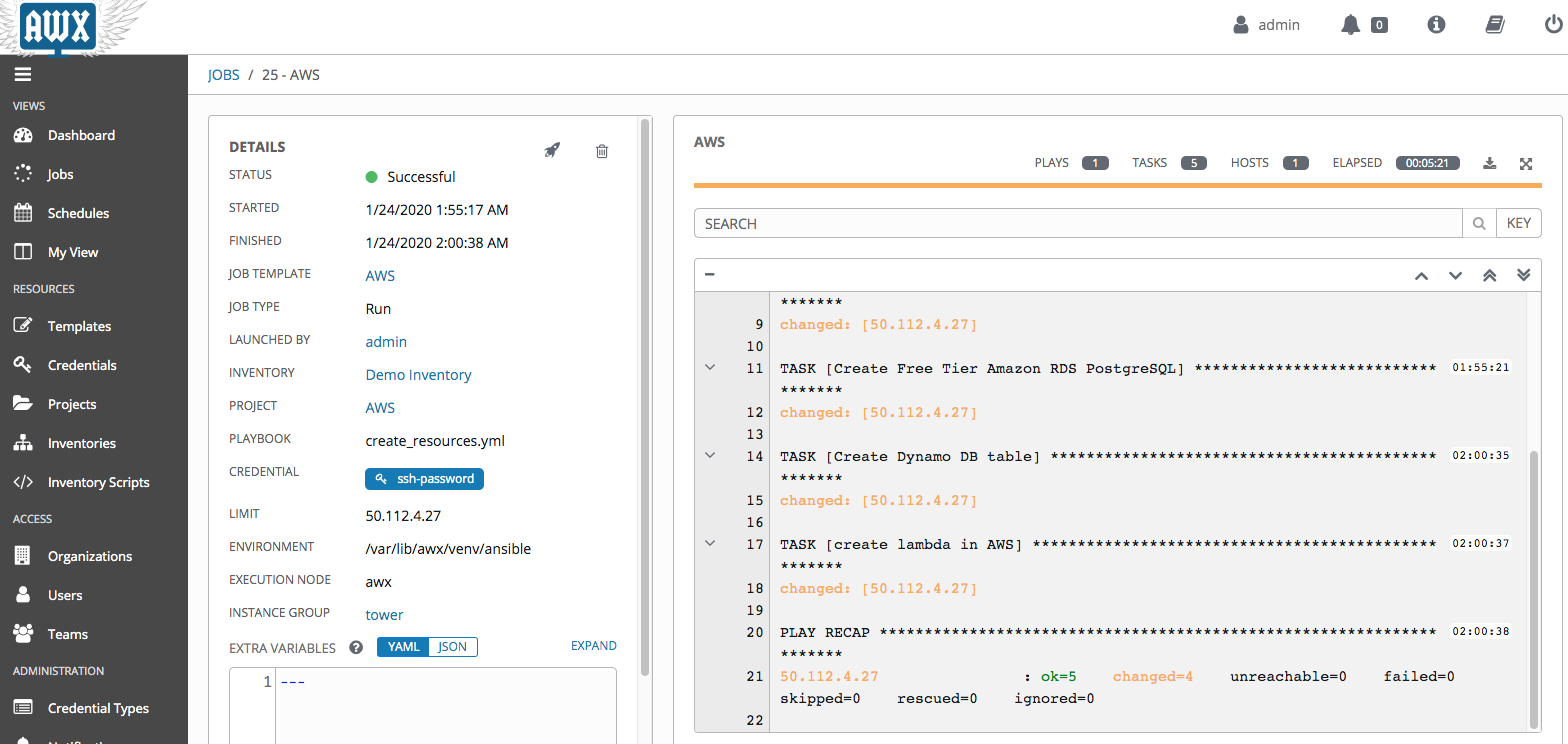 AWX
admin 0
VIEWS
Dashboard
Jobs
Schedules
My View
RESOURCES
Templates
Credentials
Projects
Inventories
Inventory Scripts
ACCESS
Organizations
Users
Teams
ADMINISTRATION
Credential Types
JOBS / 25 - AWS
DETAILS
STATUS Successful
STARTED 1/24/2020 1:55:17 AM
FINISHED 1/24/2020 2:00:38 AM
JOB TEMPLATE AWS
JOB TYPE Run
LAUNCHED BY admin
INVENTORY Demo Inventory
PROJECT AWS
PLAYBOOK create_resources.yml
CREDENTIAL ssh-password
LIMIT 50.112.4.27
ENVIRONMENT /var/lib/awx/venv/ansible
EXECUTION NODE awx
INSTANCE GROUP tower
EXTRA VARIABLES ? YAML JSON EXPAND
1 ---
AWS
PLAYS 1 TASKS 5 HOSTS 1 ELAPSED 00:05:21
SEARCH KEY
*******
9 changed: [50.112.4.27]
10
11 TASK [Create Free Tier Amazon RDS PostgreSQL] *************************** 01:55:21
*******
12 changed: [50.112.4.27]
13
14 TASK [Create Dynamo DB table] ******************************************* 02:00:35
*******
15 changed: [50.112.4.27]
16
17 TASK [create lambda in AWS] ********************************************* 02:00:37
*******
18 changed: [50.112.4.27]
19
20 PLAY RECAP ************************************************************** 02:00:38
*******
21 50.112.4.27 : ok=5 changed=4 unreachable=0 failed=0
skipped=0 rescued=0 ignored=0
22